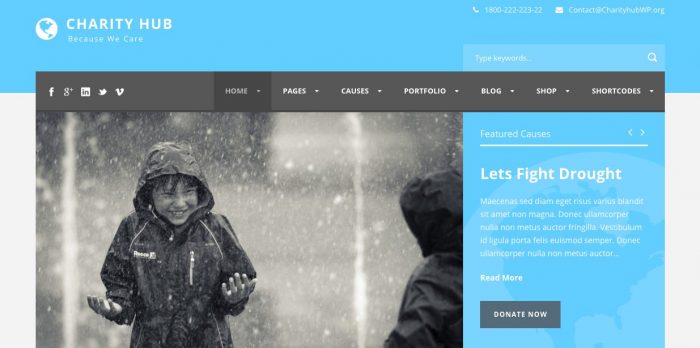 CHARITY HUB
Because We Care
1800-222-223-22
Contact@CharityhubWP.org
Type keywords...
HOME
PAGES
CAUSES
PORTFOLIO
BLOG
SHOP
SHORTCODES
Featured Causes
Lets Fight Drought
Maecenas sed diam eget risus varius blandit
sit amet non magna. Donec ullamcorper
nulla non metus auctor fringilla. Vestibulum
id ligula porta felis euismod semper. Donec
ullamcorper nulla non metus auctor...
Read More
DONATE NOW